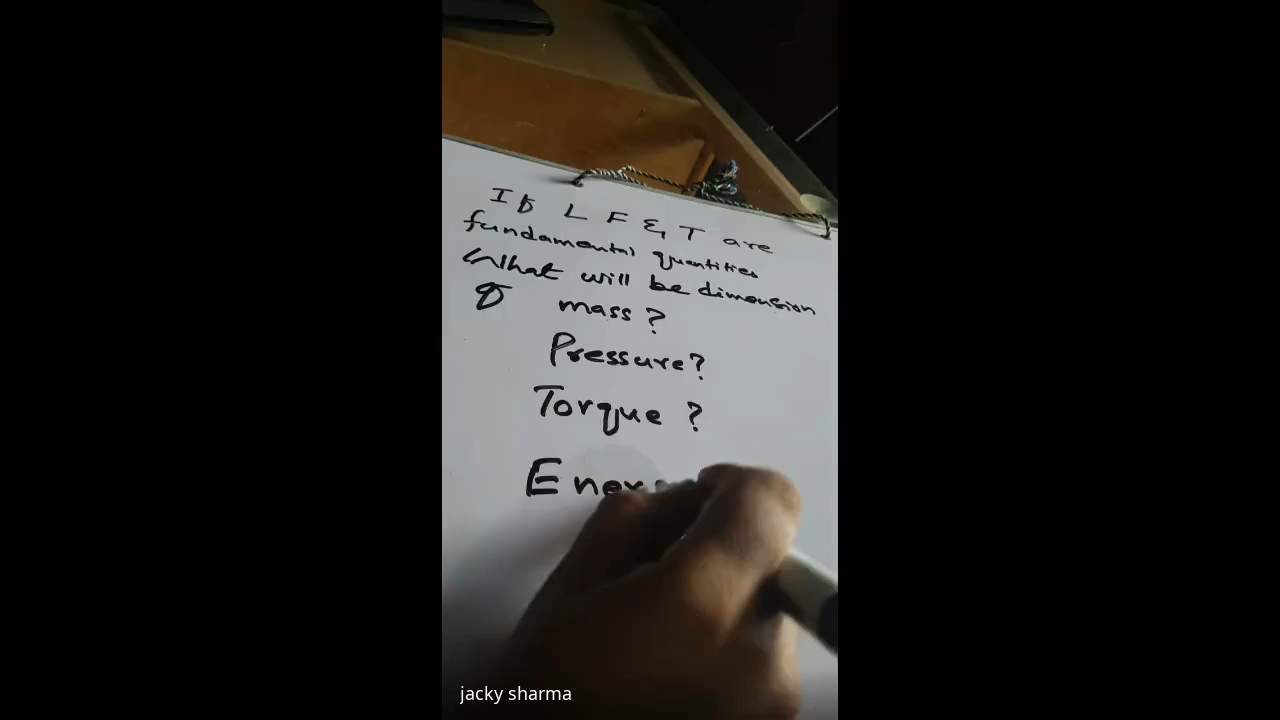 If L F & T are
fundamental quantities
What will be dimension
of mass?
Pressure?
Torque?
jacky sharma